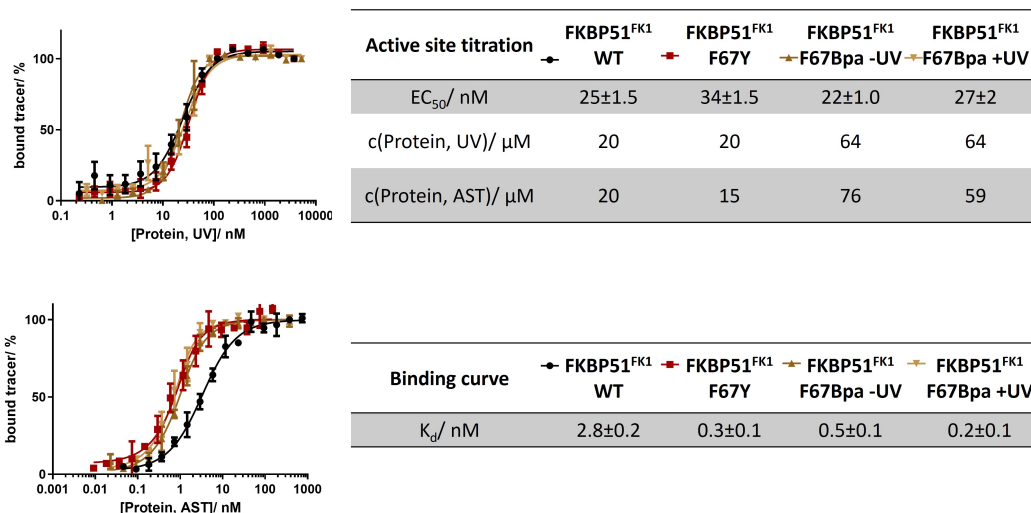 100
50
0
0.1 1 10 100 1000 10000
bound tracer/ %
[Protein, UV]/ nM
Active site titration FKBP51FK1 WT FKBP51FK1 F67Y FKBP51FK1 F67Bpa -UV FKBP51FK1 F67Bpa +UV
EC50/ nM 25±1.5 34±1.5 22±1.0 27±2
c(Protein, UV)/ μM 20 20 64 64
c(Protein, AST)/ μM 20 15 76 59
100
50
0
0.001 0.01 0.1 1 10 100 1000
bound tracer/ %
[Protein, AST]/ nM
Binding curve FKBP51FK1 WT FKBP51FK1 F67Y FKBP51FK1 F67Bpa -UV FKBP51FK1 F67Bpa +UV
Kd/ nM 2.8±0.2 0.3±0.1 0.5±0.1 0.2±0.1